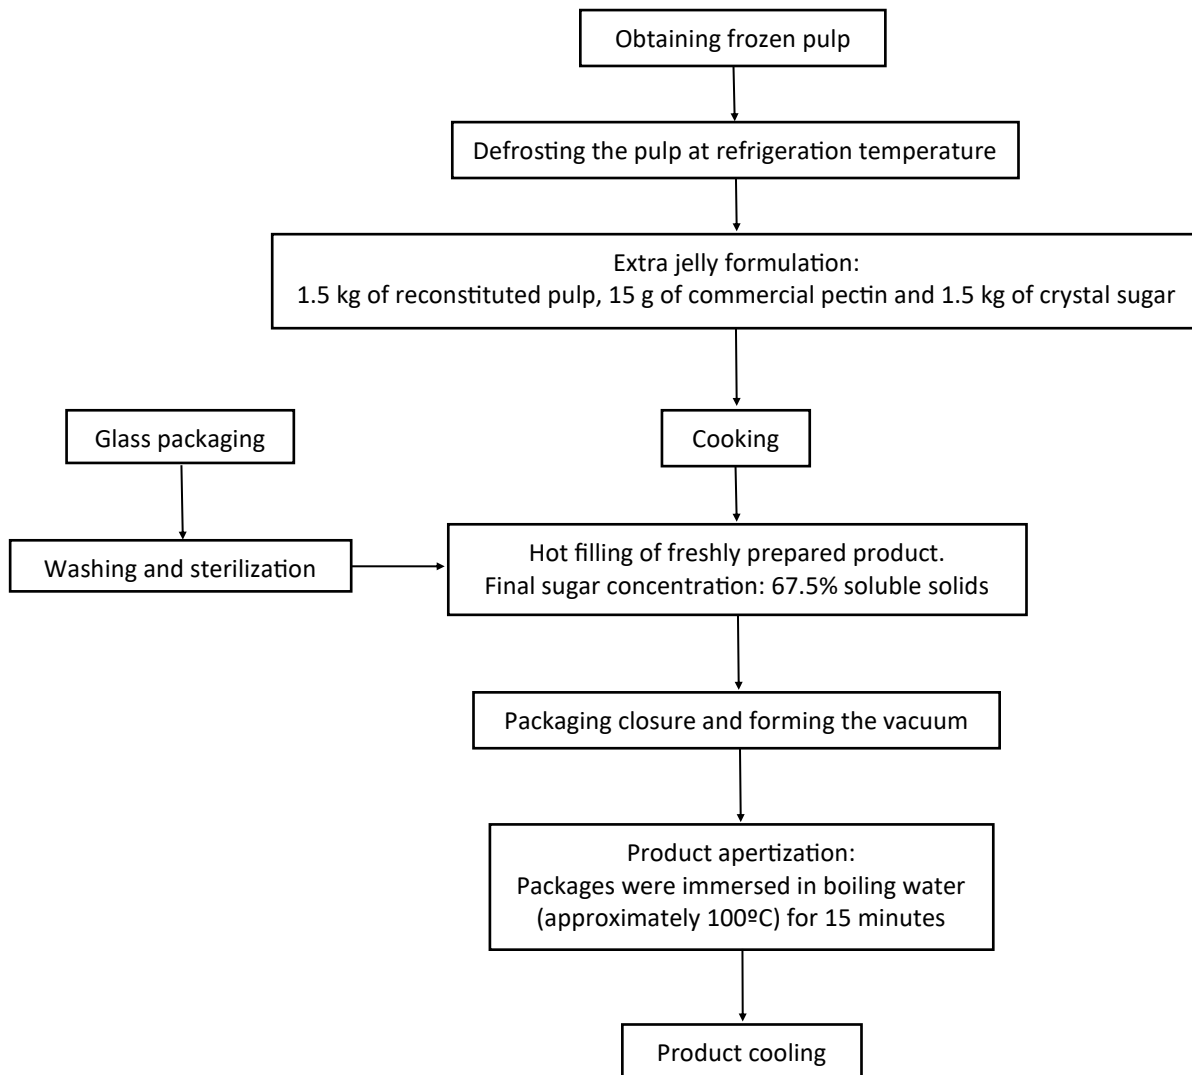 Obtaining frozen pulp
Defrosting the pulp at refrigeration temperature
Extra jelly formulation:
1.5 kg of reconstituted pulp, 15 g of commercial pectin and 1.5 kg of crystal sugar
Glass packaging
Cooking
Washing and sterilization
Hot filling of freshly prepared product.
Final sugar concentration: 67.5% soluble solids
Packaging closure and forming the vacuum
Product apertization:
Packages were immersed in boiling water
(approximately 100ºC) for 15 minutes
Product cooling